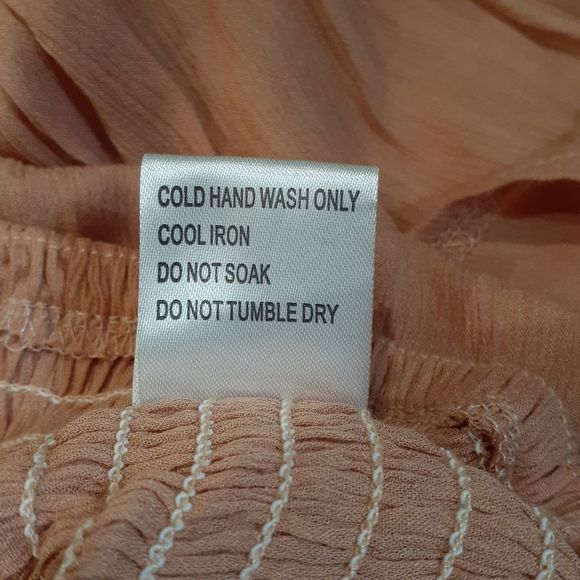 COLD HAND WASH ONLY
COOL IRON
DO NOT SOAK
DO NOT TUMBLE DRY